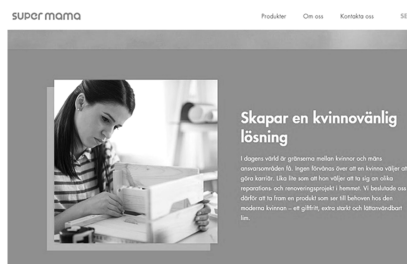 super mama
Produkter Om oss Kontakta oss SE
Skapar en kvinnovänlig
lösning
I dagens värld är gränserna mellan kvinnor och mäns
ansvarsområden få. Ingen förvånas över att en kvinna väljer att
göra karriär. Lika lite som att hon väljer att ta sig an olika
reparations- och renoveringsprojekt i hemmet. Vi beslutade oss
därför att ta fram en produkt som ser till behoven hos den
moderna kvinnan – ett giftfritt, extra starkt och lättanvändbart
lim.